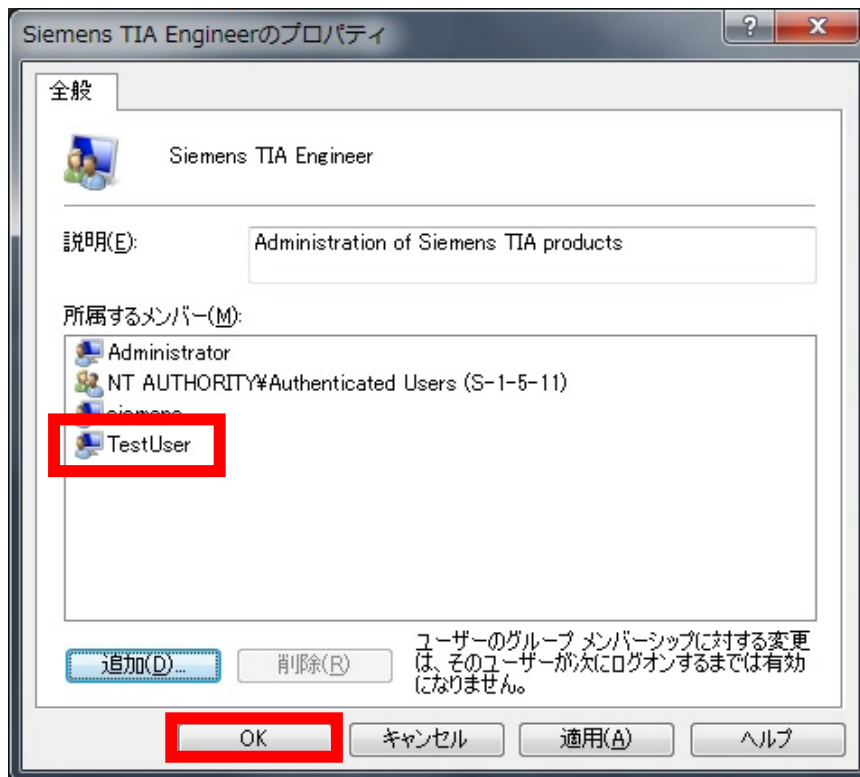 Siemens TIA Engineerのプロパティ
全般
Siemens TIA Engineer
説明(E):
Administration of Siemens TIA products
所属するメンバー(M):
Administrator
NT AUTHORITY¥Authenticated Users (S-1-5-11)
siemens
TestUser
追加(D)...
削除(R)
ユーザーのグループ メンバーシップに対する変更
は、そのユーザーが次にログオンするまでは有効
になりません。
OK
キャンセル
適用(A)
ヘルプ